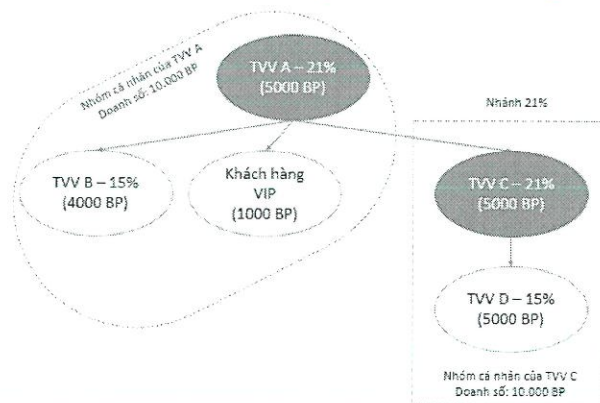 Nhóm cá nhân của TVV A
Doanh số: 10.000 BP
TVV A – 21%
(5000 BP)
Nhánh 21%
TVV B – 15%
(4000 BP)
Khách hàng
VIP
(1000 BP)
TVV C – 21%
(5000 BP)
TVV D – 15%
(5000 BP)
Nhóm cá nhân của TVV C
Doanh số: 10.000 BP